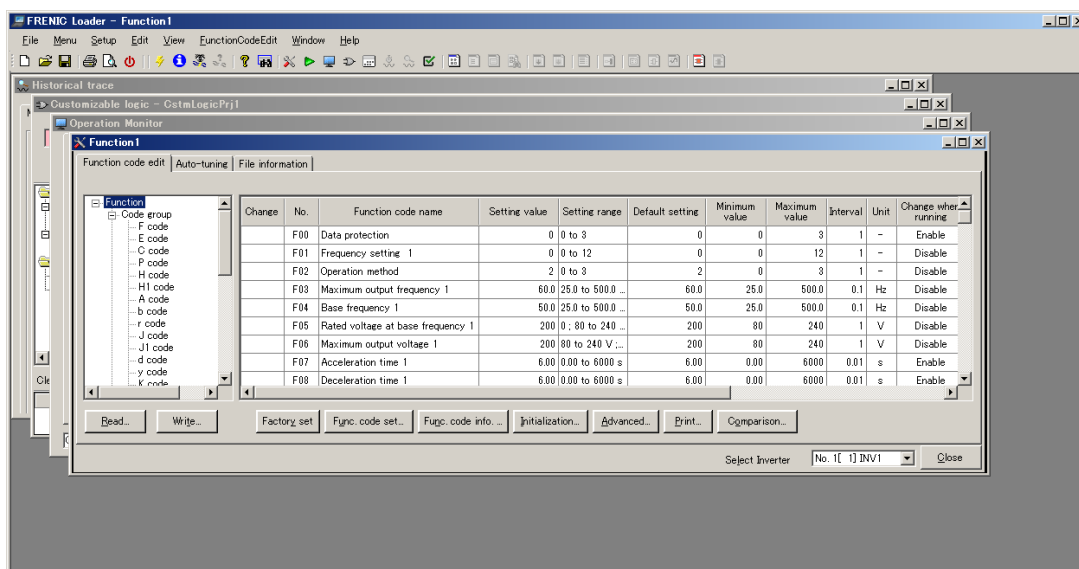 FRENIC Loader - Function1
File Menu Setup Edit View FunctionCodeEdit Window Help
Historical trace
Customizable logic - CstmLogicPrj1
Operation Monitor
Function1
Function code edit Auto-tuning File information
Function
Code group
F code
E code
C code
P code
H code
H1 code
A code
b code
r code
J code
J1 code
d code
y code
K code
Change No. Function code name Setting value Setting range Default setting Minimum value Maximum value Interval Unit Change when running
F00 Data protection 0 0 to 3 0 0 3 1 - Enable
F01 Frequency setting 1 0 0 to 12 0 0 12 1 - Disable
F02 Operation method 2 0 to 3 2 0 3 1 - Disable
F03 Maximum output frequency 1 60.0 25.0 to 500.0 ... 60.0 25.0 500.0 0.1 Hz Disable
F04 Base frequency 1 50.0 25.0 to 500.0 ... 50.0 25.0 500.0 0.1 Hz Disable
F05 Rated voltage at base frequency 1 200 0 ; 80 to 240 ... 200 80 240 1 V Disable
F06 Maximum output voltage 1 200 80 to 240 V ;... 200 80 240 1 V Disable
F07 Acceleration time 1 6.00 0.00 to 6000 s 6.00 0.00 6000 0.01 s Enable
F08 Deceleration time 1 6.00 0.00 to 6000 s 6.00 0.00 6000 0.01 s Enable
Cle
Read... Write... Factory set Func. code set... Func. code info. ... Initialization... Advanced... Print... Comparison...
Select Inverter No. 1[ 1] INV1 Close